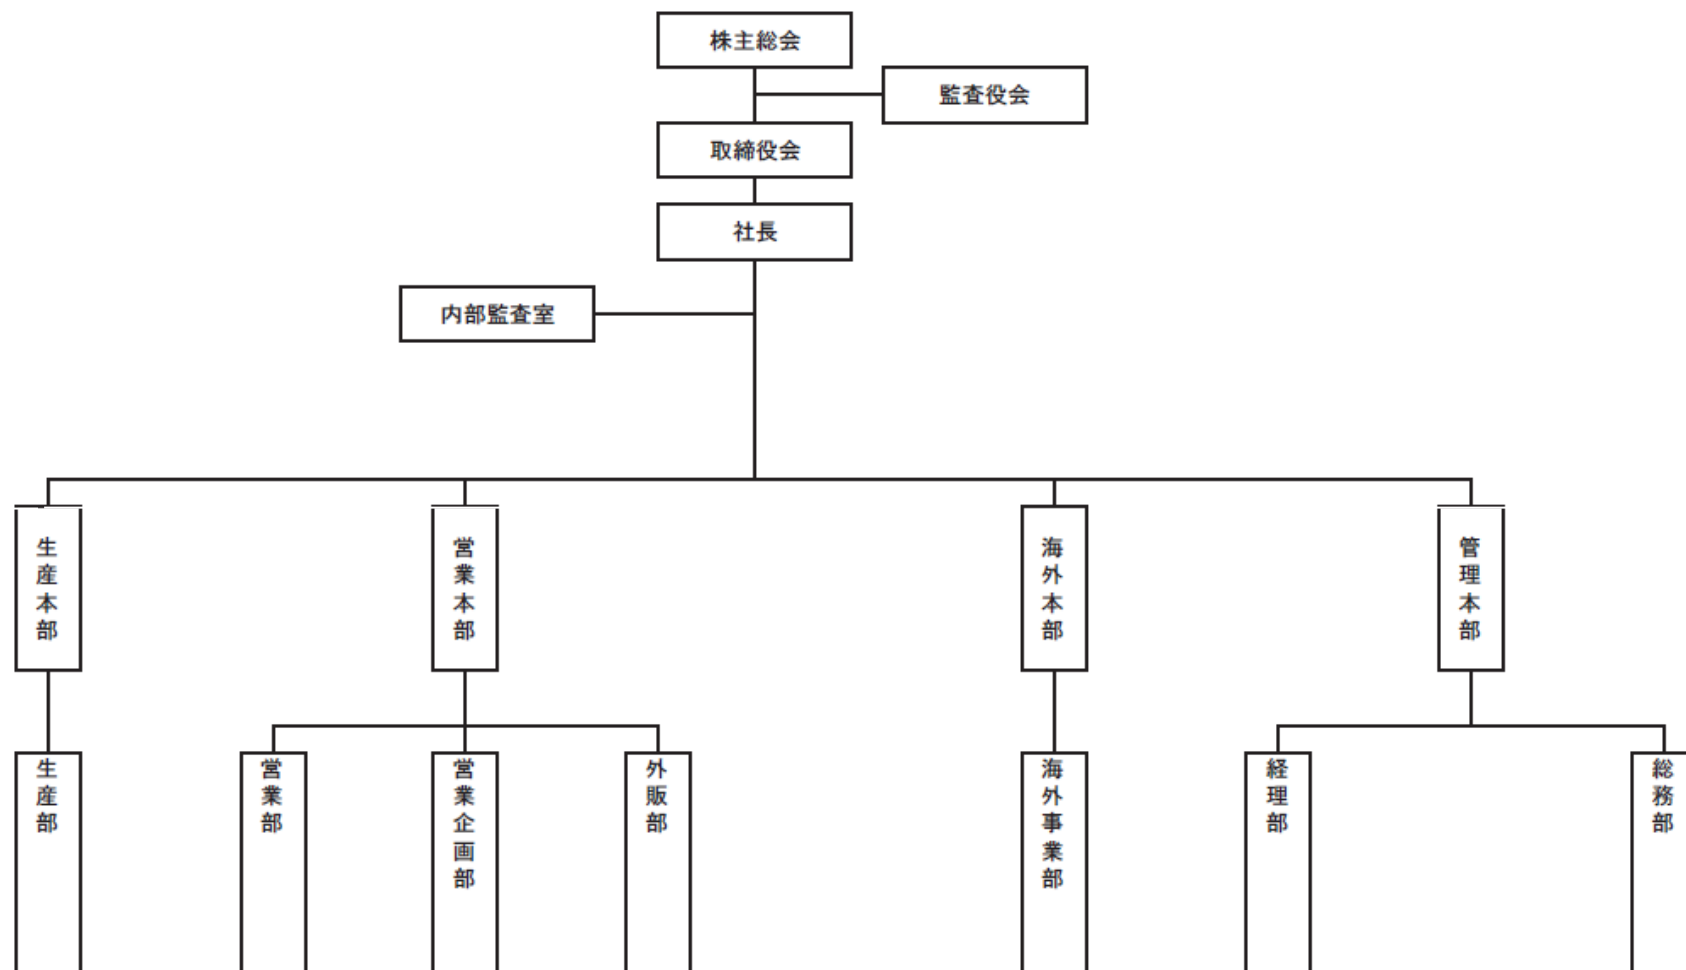 株主総会
監査役会
取締役会
社長
内部監査室
生産本部
営業本部
海外本部
管理本部
生産部
営業部
営業企画部
外販部
海外事業部
経理部
総務部